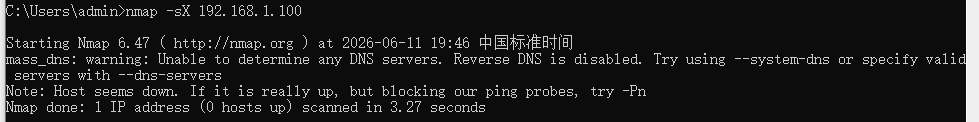 C:\Users\admin>nmap -sX 192.168.1.100
Starting Nmap 6.47 ( http://nmap.org ) at 2026-06-11 19:46 中国标准时间
mass_dns: warning: Unable to determine any DNS servers. Reverse DNS is disabled. Try using --system-dns or specify valid
 servers with --dns-servers
Note: Host seems down. If it is really up, but blocking our ping probes, try -Pn
Nmap done: 1 IP address (0 hosts up) scanned in 3.27 seconds